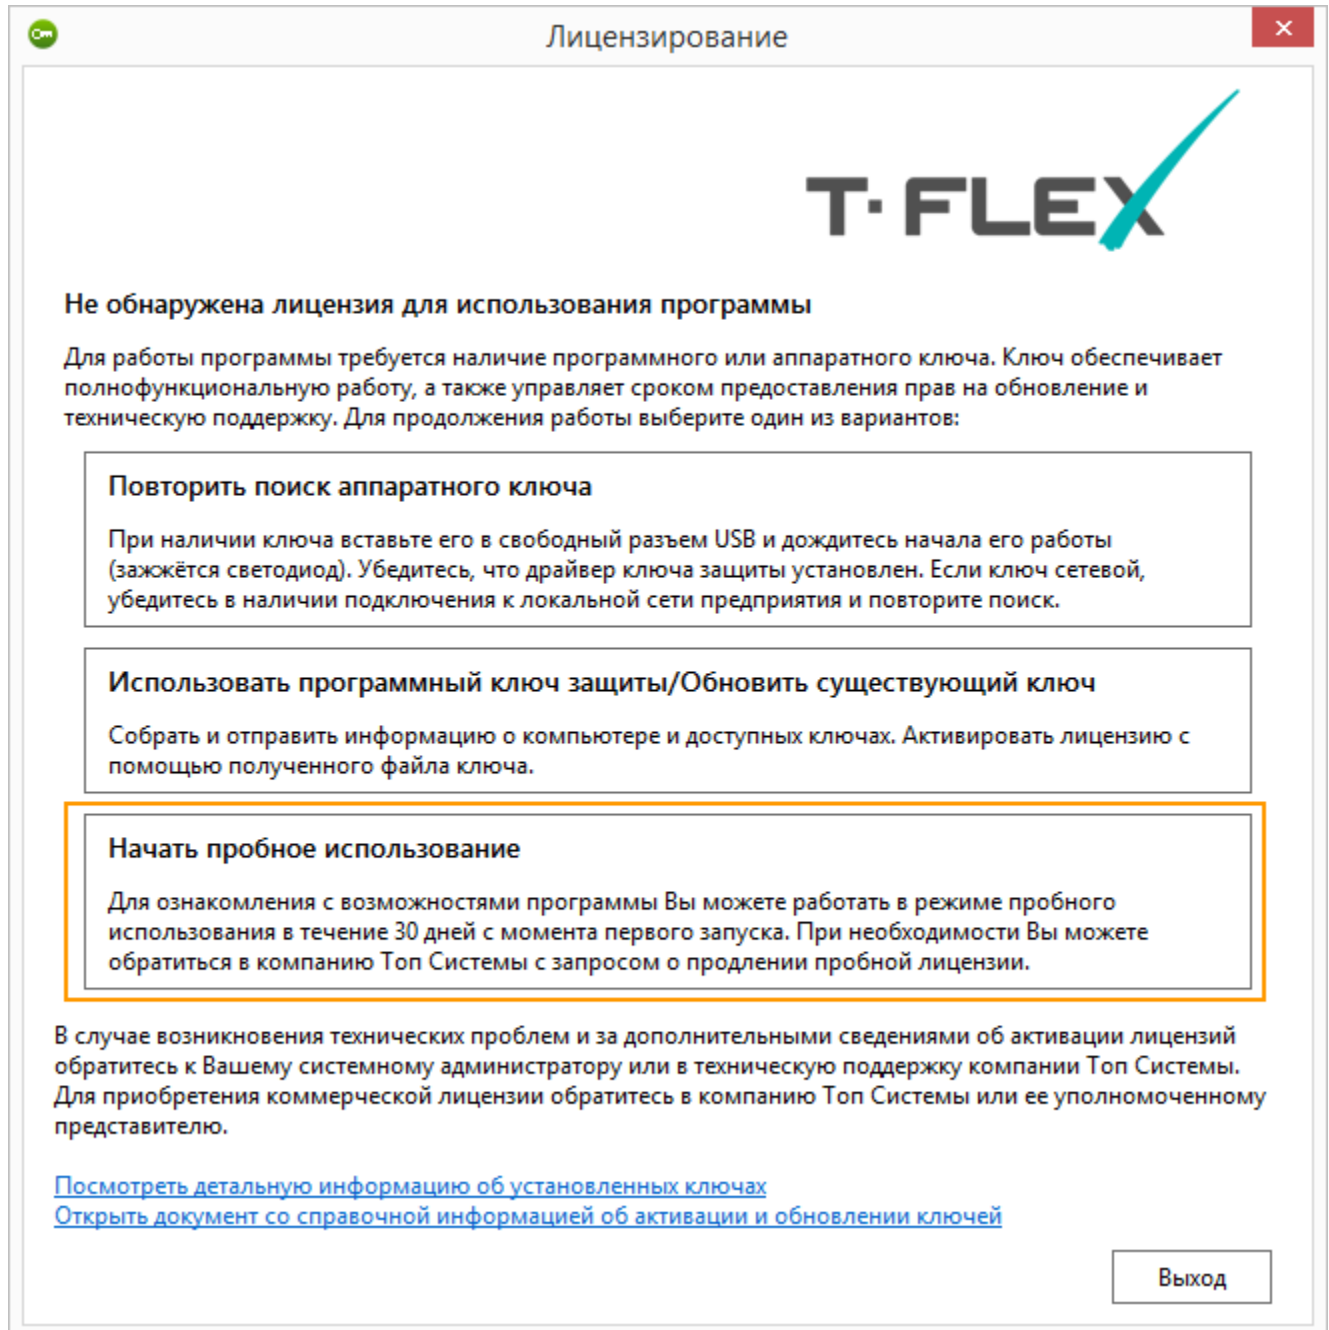 Лицензирование
T·FLEX
Не обнаружена лицензия для использования программы
Для работы программы требуется наличие программного или аппаратного ключа. Ключ обеспечивает
полнофункциональную работу, а также управляет сроком предоставления прав на обновление и
техническую поддержку. Для продолжения работы выберите один из вариантов:
Повторить поиск аппаратного ключа
При наличии ключа вставьте его в свободный разъем USB и дождитесь начала его работы
(зажжётся светодиод). Убедитесь, что драйвер ключа защиты установлен. Если ключ сетевой,
убедитесь в наличии подключения к локальной сети предприятия и повторите поиск.
Использовать программный ключ защиты/Обновить существующий ключ
Собрать и отправить информацию о компьютере и доступных ключах. Активировать лицензию с
помощью полученного файла ключа.
Начать пробное использование
Для ознакомления с возможностями программы Вы можете работать в режиме пробного
использования в течение 30 дней с момента первого запуска. При необходимости Вы можете
обратиться в компанию Топ Системы с запросом о продлении пробной лицензии.
В случае возникновения технических проблем и за дополнительными сведениями об активации лицензий
обратитесь к Вашему системному администратору или в техническую поддержку компании Топ Системы.
Для приобретения коммерческой лицензии обратитесь в компанию Топ Системы или ее уполномоченному
представителю.
Посмотреть детальную информацию об установленных ключах
Открыть документ со справочной информацией об активации и обновлении ключей
Выход